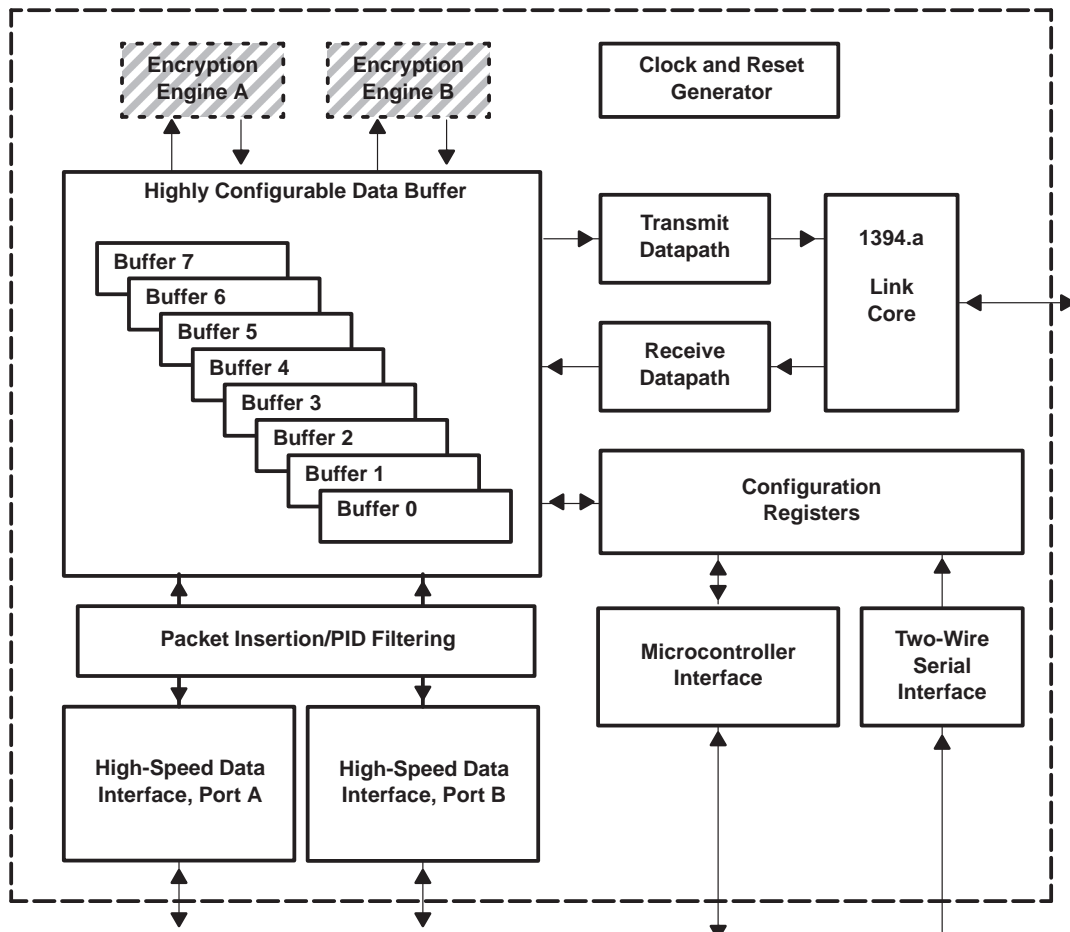 Encryption
Engine A
Encryption
Engine B
Clock and Reset
Generator
Highly Configurable Data Buffer
Buffer 7
Buffer 6
Buffer 5
Buffer 4
Buffer 3
Buffer 2
Buffer 1
Buffer 0
Transmit
Datapath
1394.a
Link
Core
Receive
Datapath
Configuration
Registers
Packet Insertion/PID Filtering
Microcontroller
Interface
Two-Wire
Serial
Interface
High-Speed Data
Interface, Port A
High-Speed Data
Interface, Port B